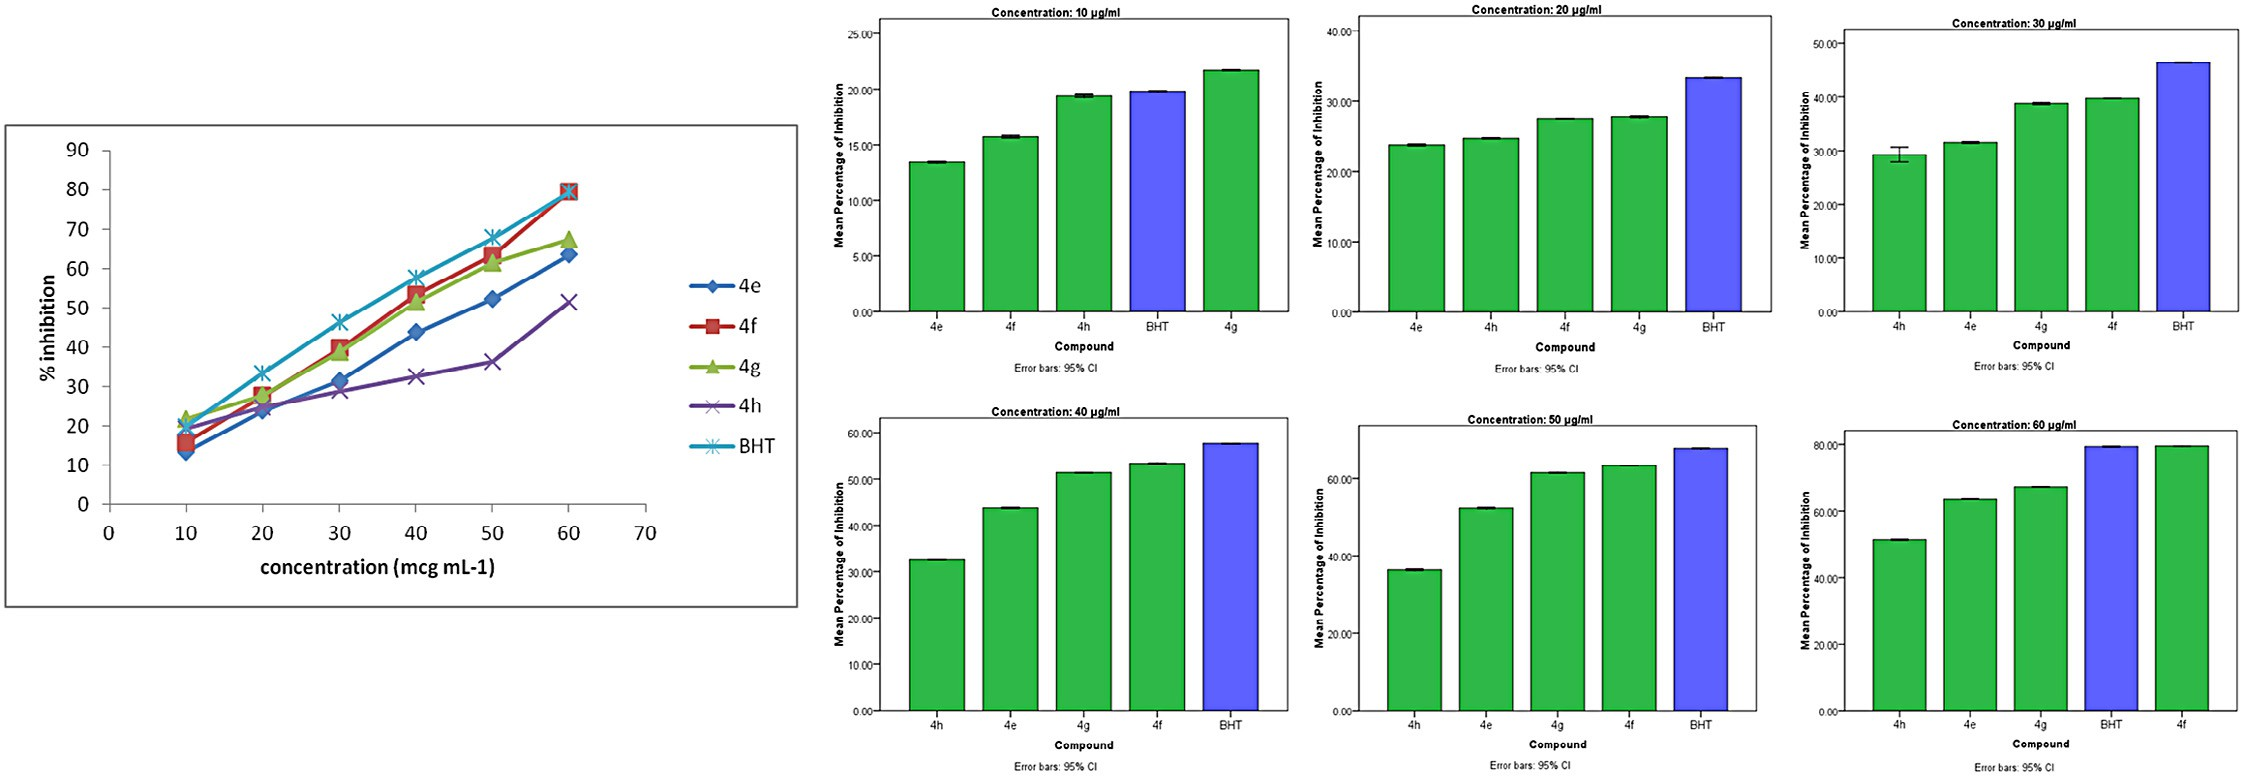 90
80
70
60
50
40
30
20
10
0
% inhibition
0 10 20 30 40 50 60 70
concentration (mcg mL-1)
4e
4f
4g
4h
BHT
Concentration: 10 µg/ml
25.00
20.00
15.00
10.00
5.00
0.00
Mean Percentage of Inhibition
4e 4f 4h BHT 4g
Compound
Error bars: 95% CI
Concentration: 20 µg/ml
40.00
30.00
20.00
10.00
0.00
Mean Percentage of Inhibition
4e 4h 4f 4g BHT
Compound
Error bars: 95% CI
Concentration: 30 µg/ml
50.00
40.00
30.00
20.00
10.00
0.00
Mean Percentage of Inhibition
4h 4e 4g 4f BHT
Compound
Error bars: 95% CI
Concentration: 40 µg/ml
60.00
50.00
40.00
30.00
20.00
10.00
0.00
Mean Percentage of Inhibition
4h 4e 4g 4f BHT
Compound
Error bars: 95% CI
Concentration: 50 µg/ml
60.00
40.00
20.00
0.00
Mean Percentage of Inhibition
4h 4e 4g 4f BHT
Compound
Error bars: 95% CI
Concentration: 60 µg/ml
80.00
60.00
40.00
20.00
0.00
Mean Percentage of Inhibition
4h 4e 4g BHT 4f
Compound
Error bars: 95% CI